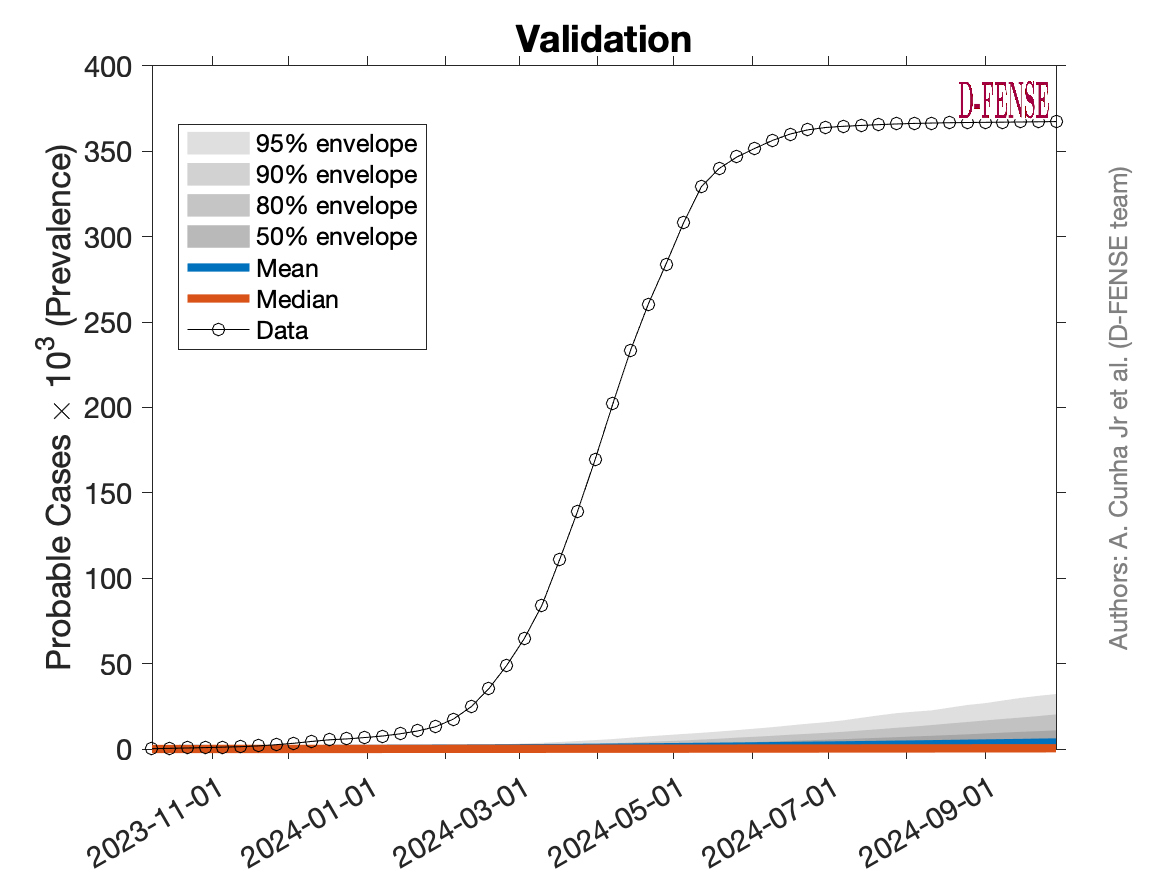 Validation
D-FENSE
400
350
300
250
200
150
100
50
0
Probable Cases × 10³ (Prevalence)
95% envelope
90% envelope
80% envelope
50% envelope
Mean
Median
Data
2023-11-01
2024-01-01
2024-03-01
2024-05-01
2024-07-01
2024-09-01
Authors: A. Cunha Jr et al. (D-FENSE team)